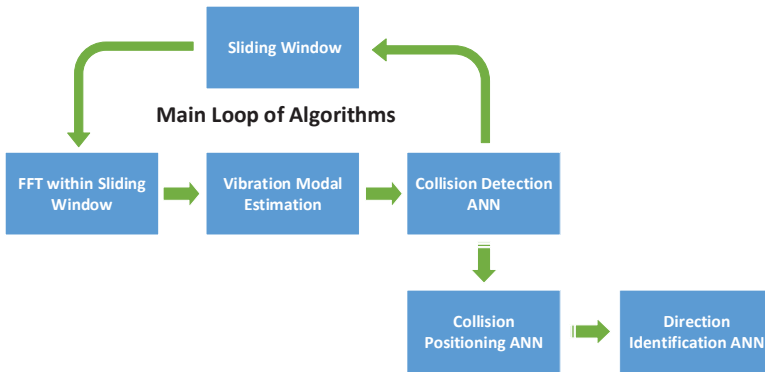 Sliding Window
Main Loop of Algorithms
FFT within Sliding
Window
Vibration Modal
Estimation
Collision Detection
ANN
Collision
Positioning ANN
Direction
Identification ANN